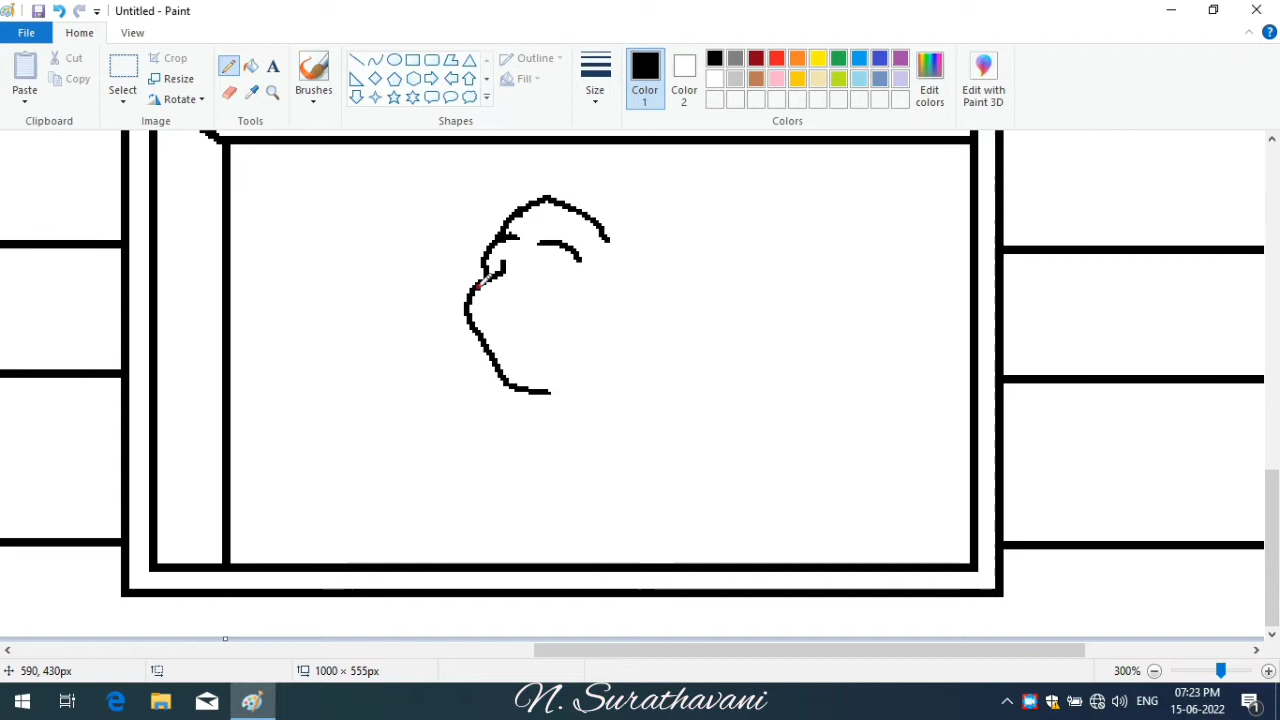 Untitled - Paint
File Home View
Paste
Cut
Copy
Clipboard
Select
Crop
Resize
Rotate
Image
Tools
Brushes
Outline
Fill
Shapes
Size
Color 1
Color 2
Edit colors
Colors
Edit with Paint 3D
590, 430px
1000 × 555px
300%
N. Surathavani
ENG
07:23 PM
15-06-2022
1